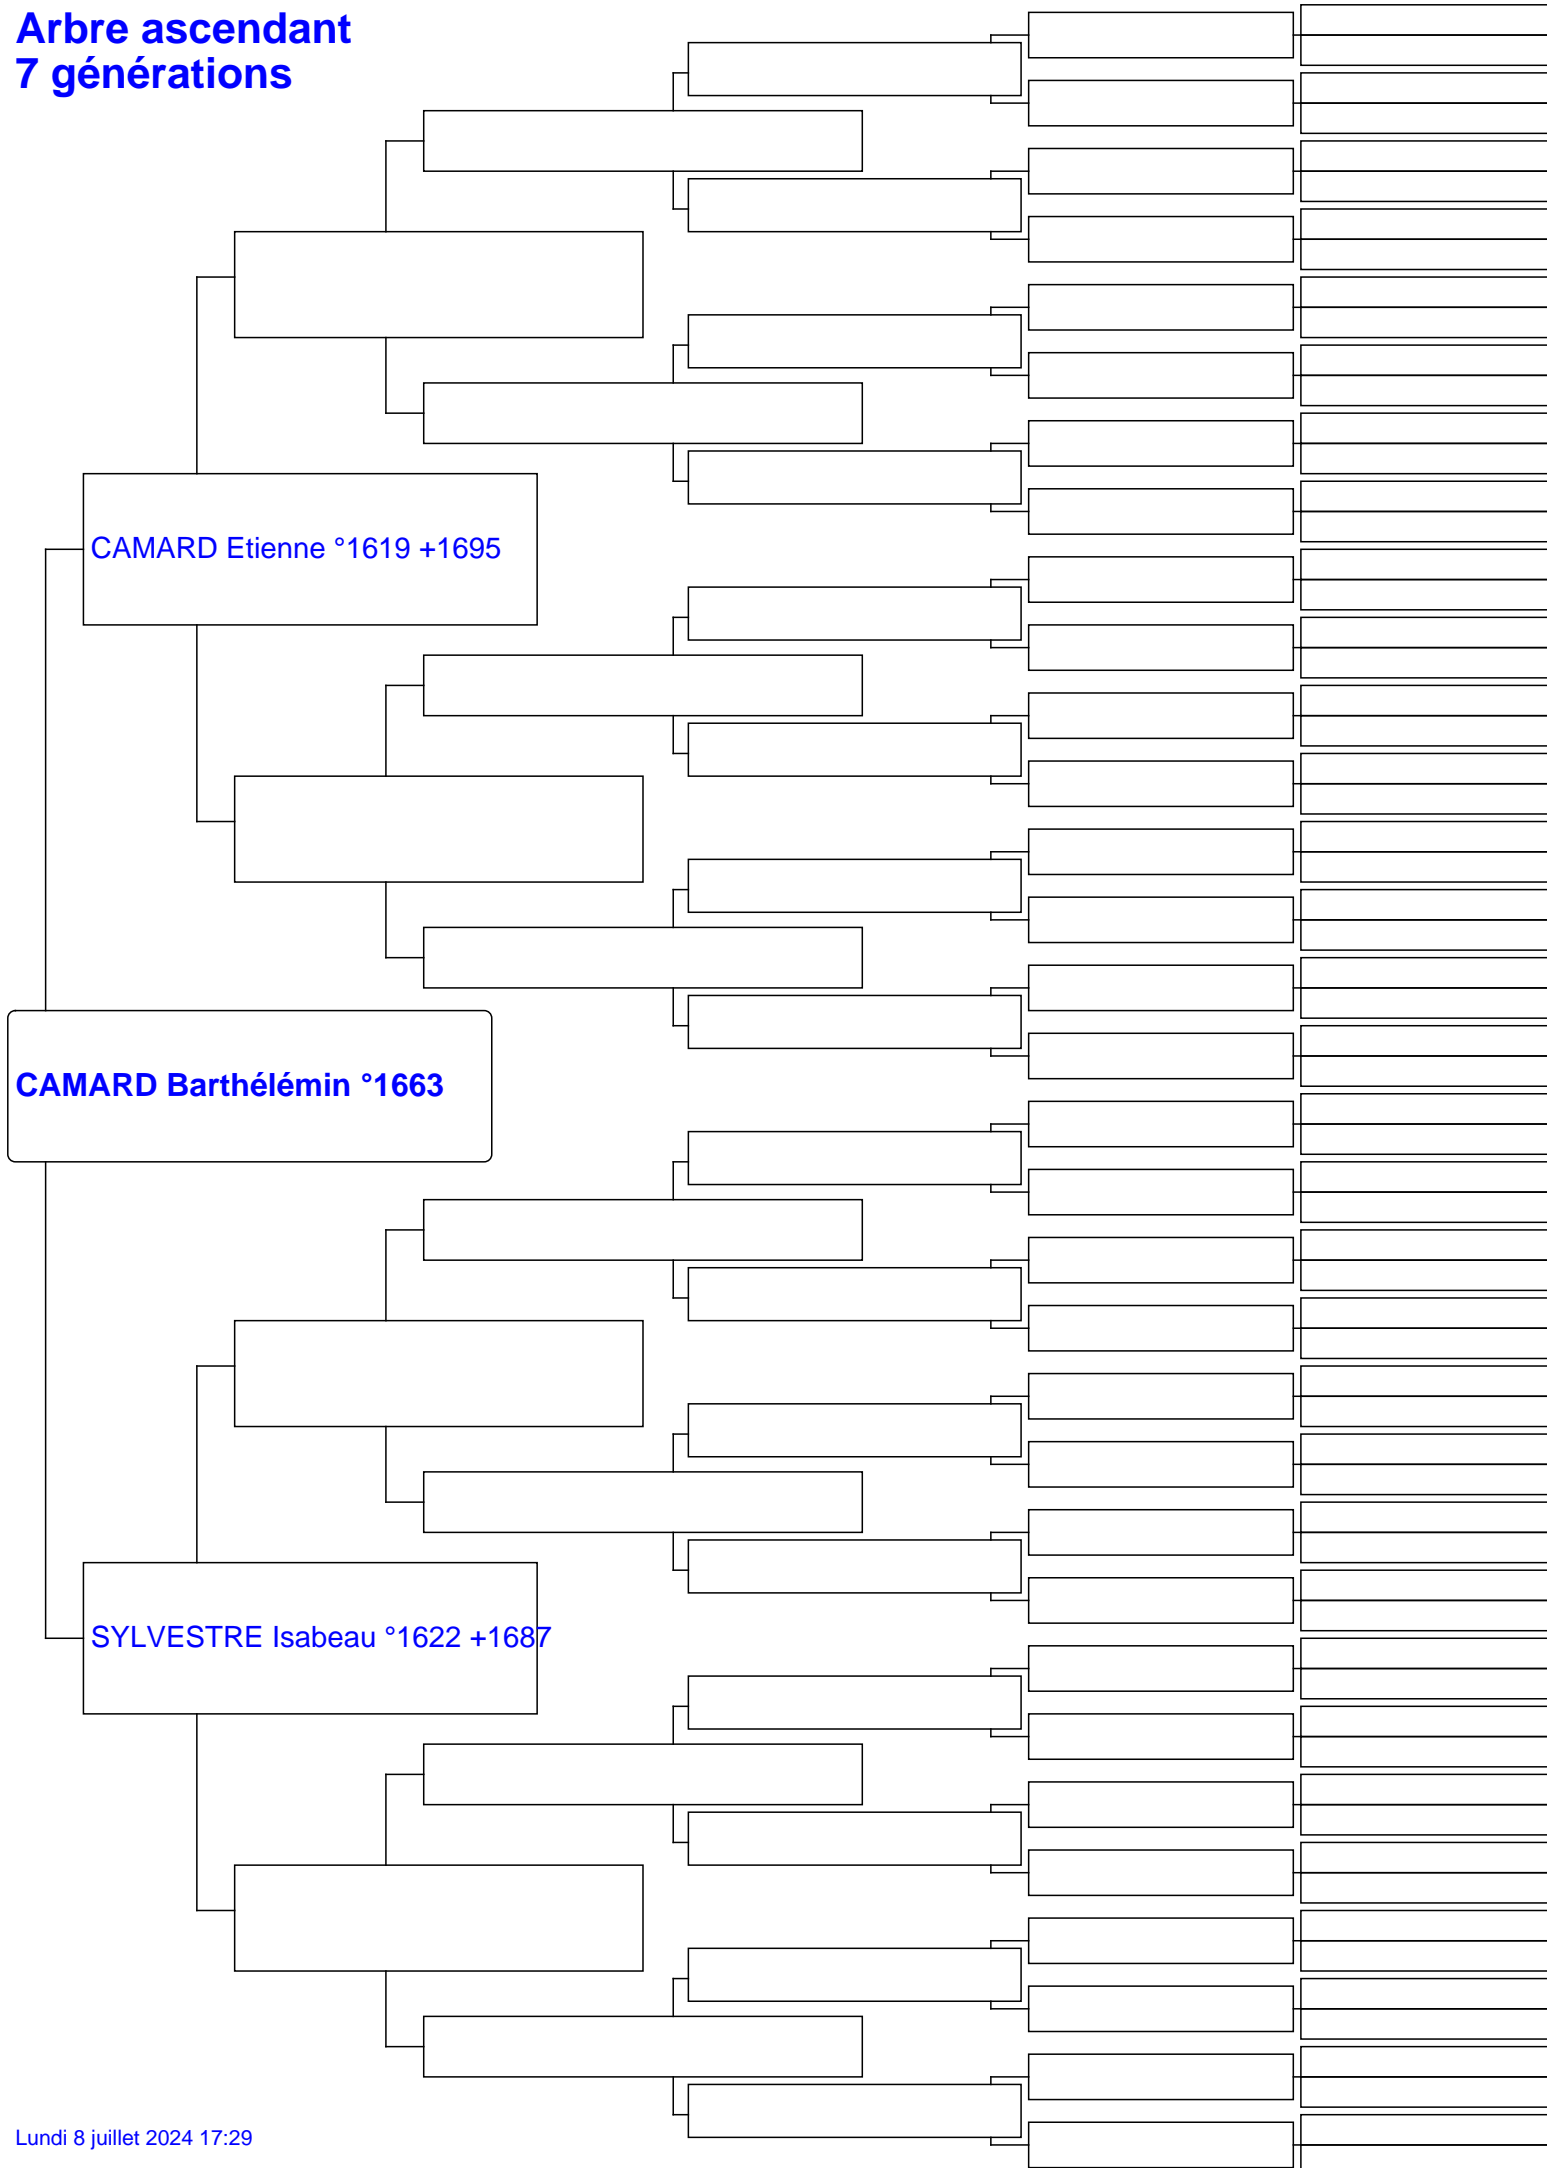 Arbre ascendant
7 générations
CAMARD Etienne °1619 +1695
CAMARD Barthélémin °1663
SYLVESTRE Isabeau °1622 +1687
Lundi 8 juillet 2024 17:29